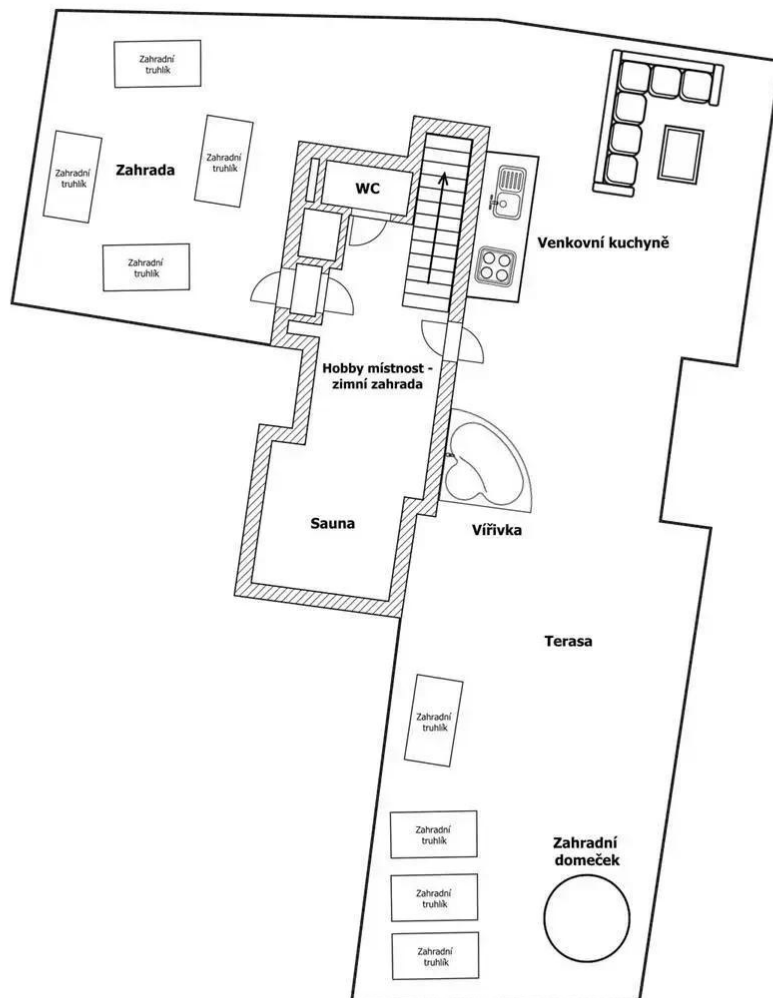 Zahradní
truhlík
Zahradní
truhlík
Zahrada
Zahradní
truhlík
Zahradní
truhlík
WC
Venkovní kuchyně
Hobby místnost -
zimní zahrada
Sauna
Vířivka
Terasa
Zahradní
truhlík
Zahradní
truhlík
Zahradní
domeček
Zahradní
truhlík
Zahradní
truhlík